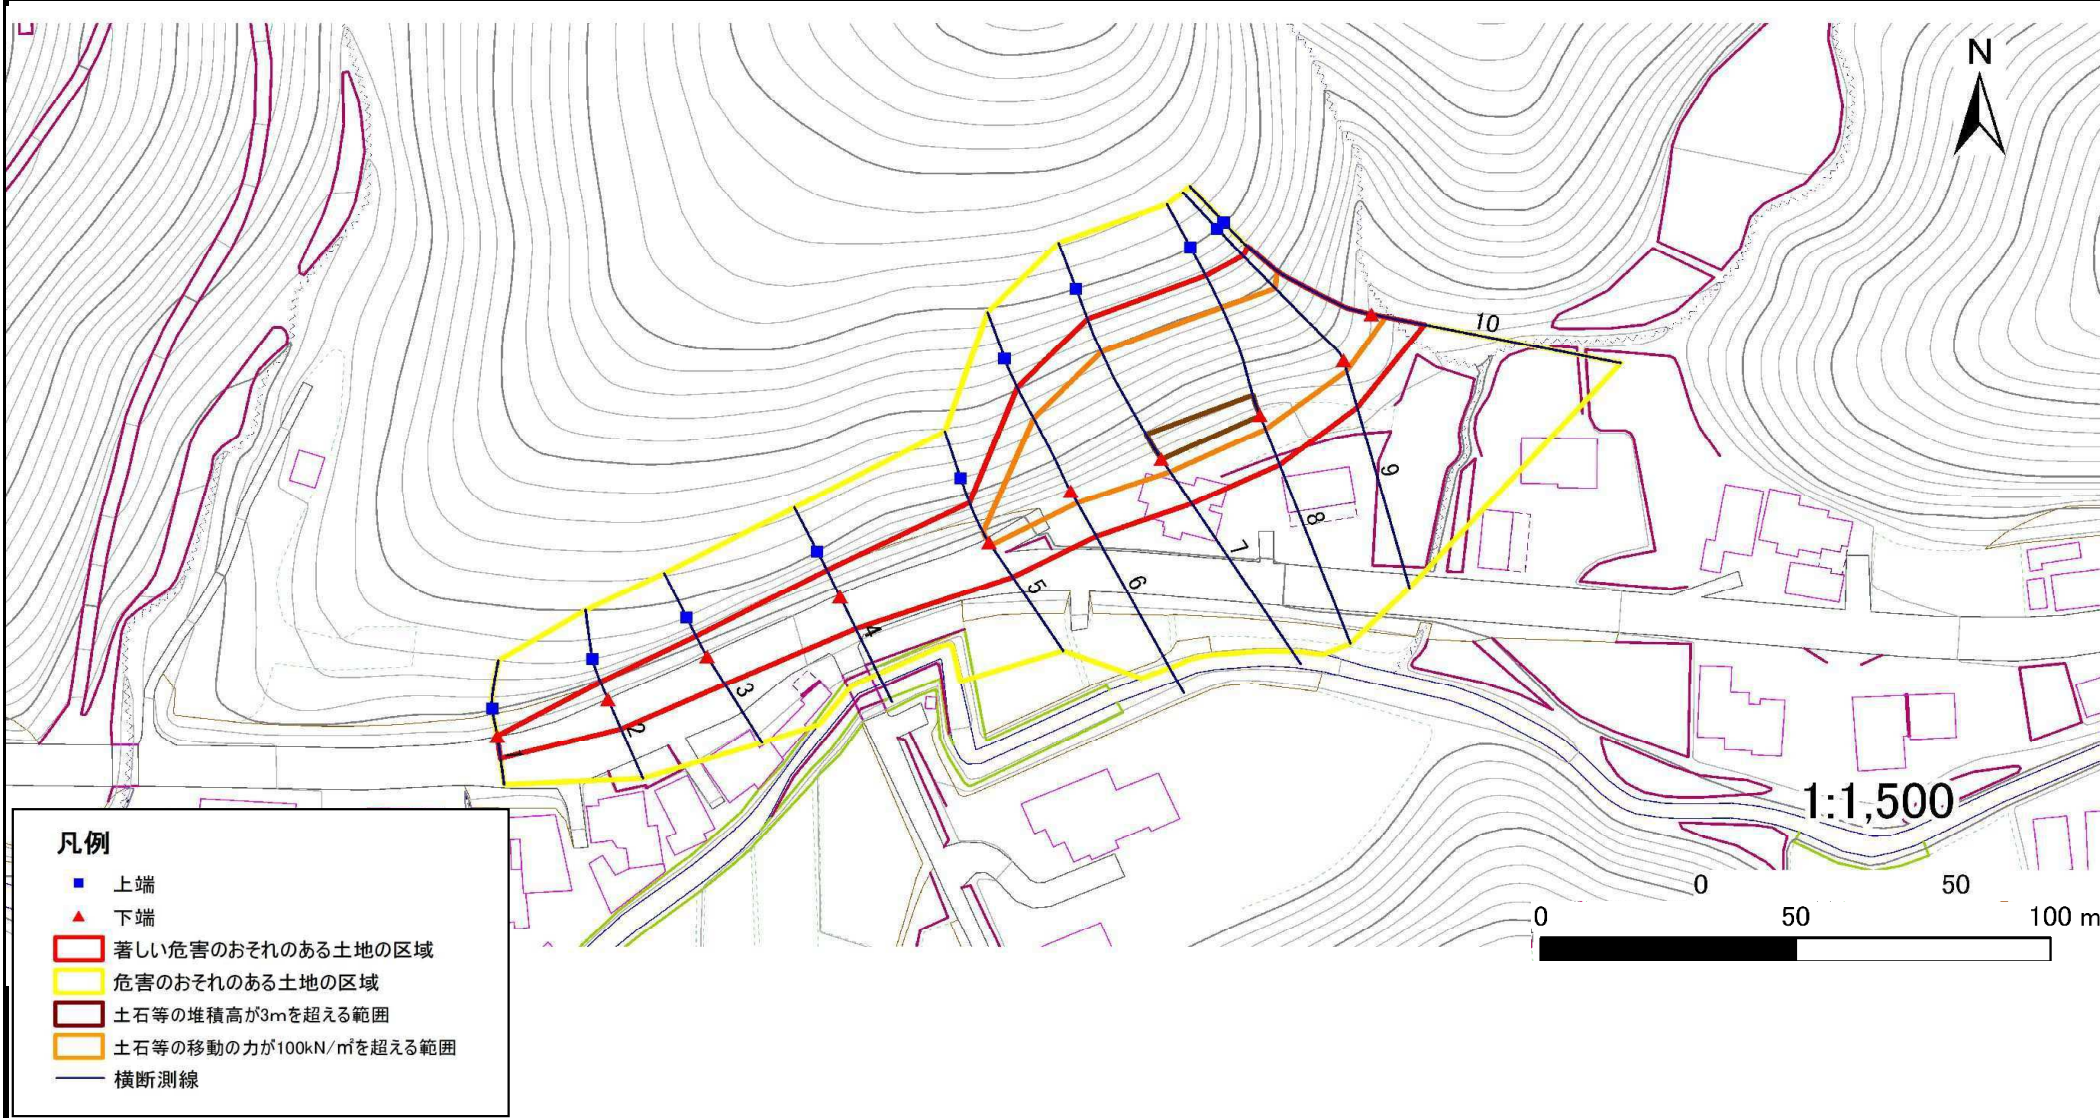 N
10
9
8
7
6
5
4
3
2
1
1:1,500
0 50
0 50 100 m
凡例
上端
下端
著しい危害のおそれのある土地の区域
危害のおそれのある土地の区域
土石等の堆積高が3mを超える範囲
土石等の移動の力が100kN/㎡を超える範囲
横断測線